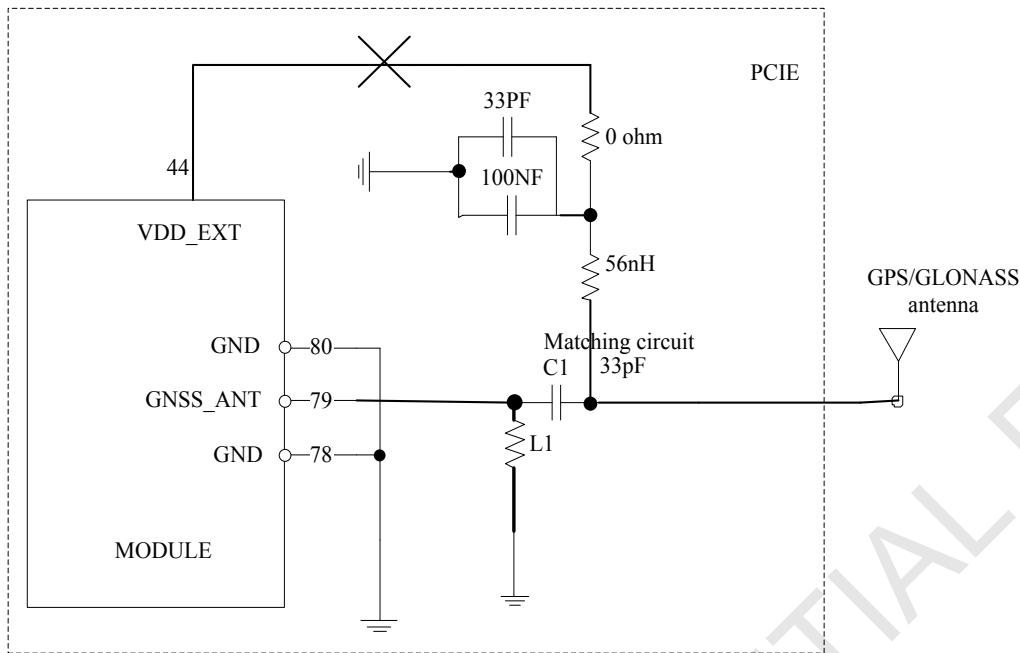 PCIE
33PF
0 ohm
44
100NF
VDD_EXT
56nH
GPS/GLONASS
antenna
GND
80
Matching circuit
C1
33pF
GNSS_ANT
79
L1
GND
78
MODULE